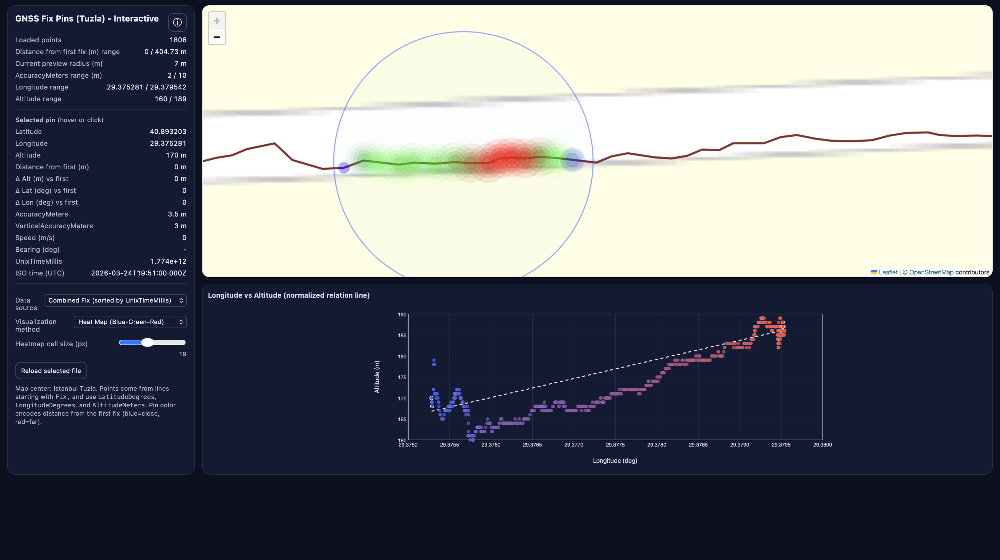 GNSS Fix Pins (Tuzla) - Interactive ⓘ
Loaded points 1806
Distance from first fix (m) range 0 / 404.73 m
Current preview radius (m) 7 m
AccuracyMeters range (m) 2 / 10
Longitude range 29.375281 / 29.379542
Altitude range 160 / 189
Selected pin (hover or click)
Latitude 40.893203
Longitude 29.375281
Altitude 170 m
Distance from first (m) 0 m
Δ Alt (m) vs first 0 m
Δ Lat (deg) vs first 0
Δ Lon (deg) vs first 0
AccuracyMeters 3.5 m
VerticalAccuracyMeters 3 m
Speed (m/s) 0
Bearing (deg) -
UnixTimeMillis 1.774e+12
ISO time (UTC) 2026-03-24T19:51:00.000Z
Data source Combined Fix (sorted by UnixTimeMillis)
Visualization method Heat Map (Blue-Green-Red)
Heatmap cell size (px)
19
Reload selected file
Map center: Istanbul Tuzla. Points come from lines
starting with Fix, and use LatitudeDegrees,
LongitudeDegrees, and AltitudeMeters. Pin color
encodes distance from the first fix (blue=close,
red=far).
+
−
Leaflet | © OpenStreetMap contributors
Longitude vs Altitude (normalized relation line)
Altitude (m)
190
185
180
175
170
165
160
29.3750 29.3755 29.3760 29.3765 29.3770 29.3775 29.3780 29.3785 29.3790 29.3795 29.3800
Longitude (deg)